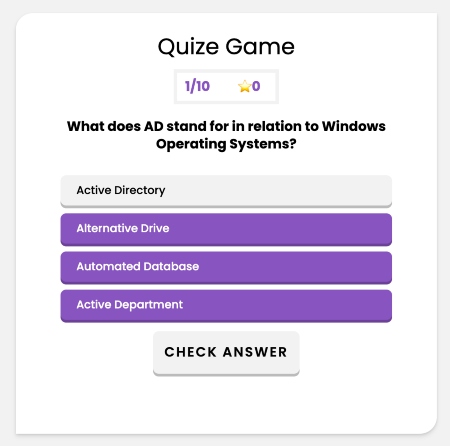 Quize Game
1/10 ⭐0
What does AD stand for in relation to Windows
Operating Systems?
Active Directory
Alternative Drive
Automated Database
Active Department
CHECK ANSWER